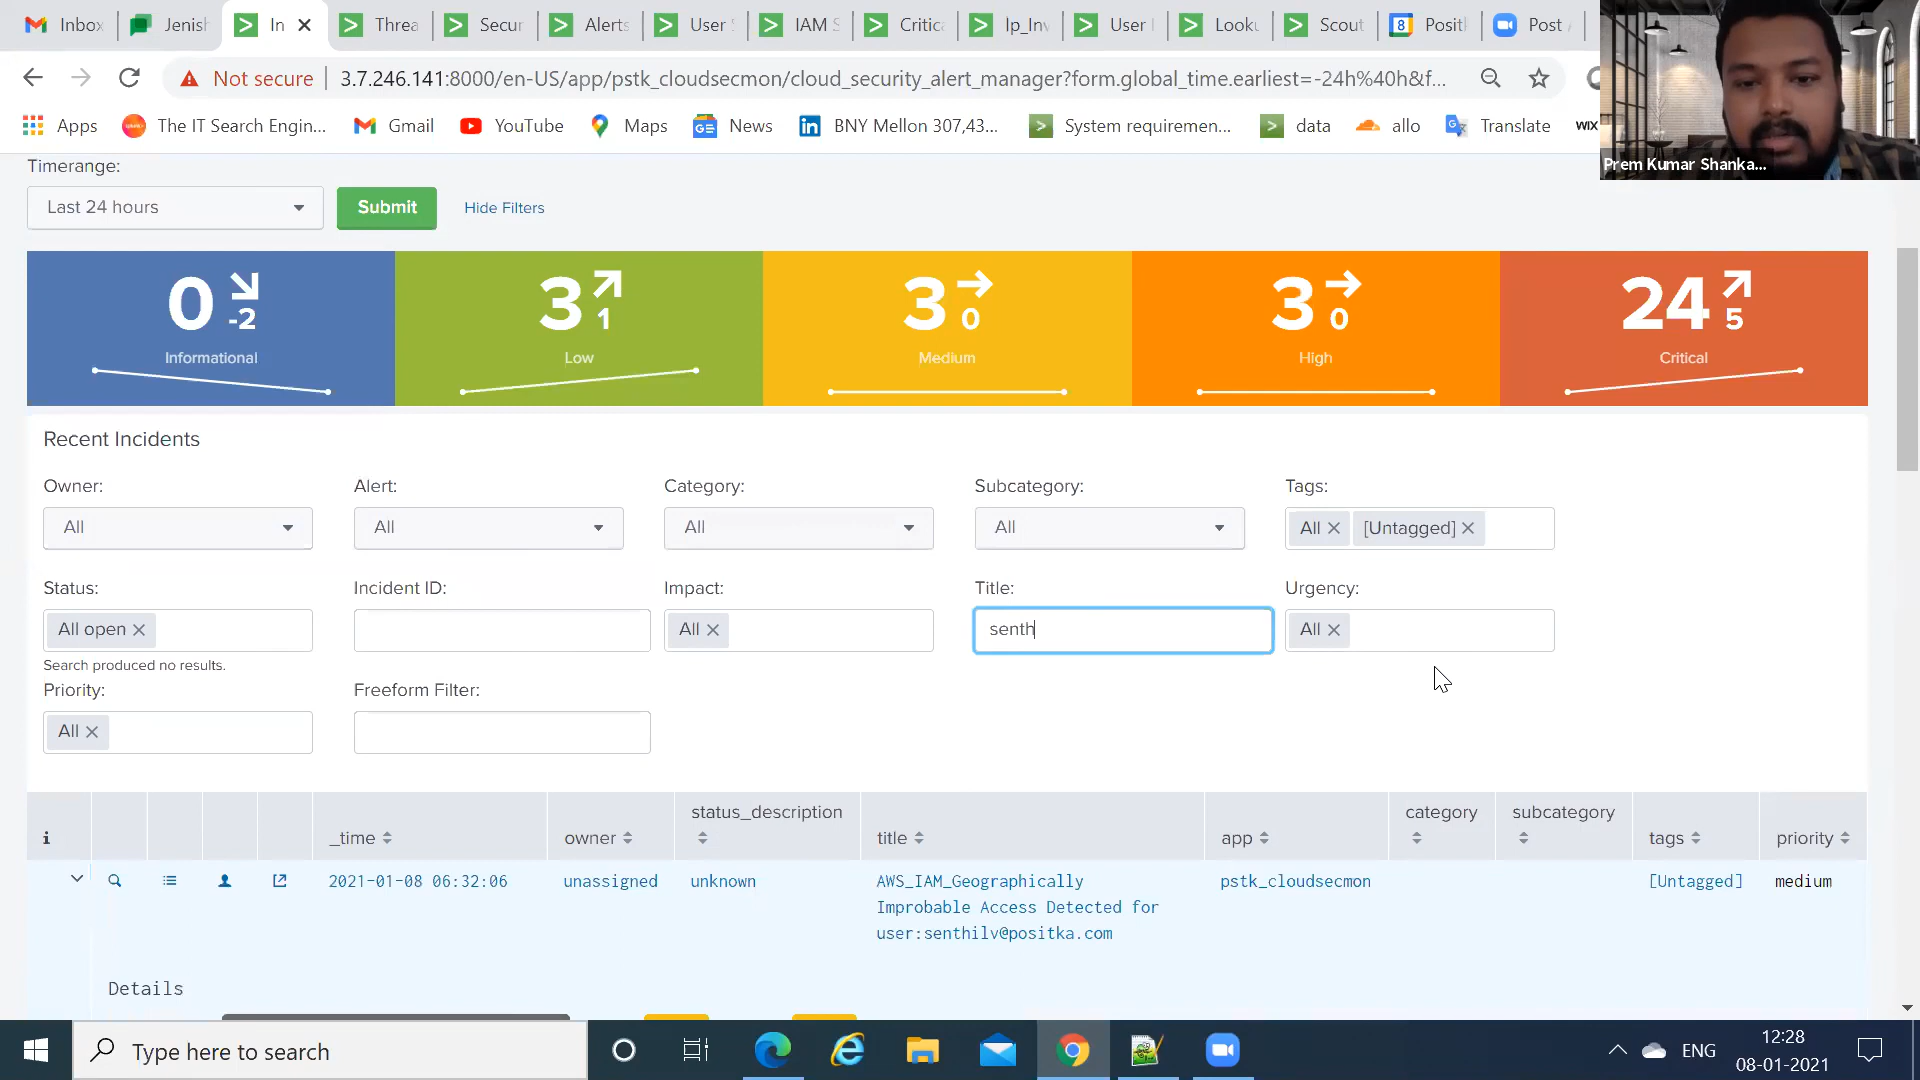 Inbox
Jenish
In
Threa
Secur
Alerts
User S
IAM S
Critica
Ip_Inv
User I
Looku
Scout
Positk
Post A
Not secure
3.7.246.141:8000/en-US/app/pstk_cloudsecmon/cloud_security_alert_manager?form.global_time.earliest=-24h%40h&f...
Apps
The IT Search Engin...
Gmail
YouTube
Maps
News
BNY Mellon 307,43...
System requiremen...
data
allo
Translate
WIX
Prem Kumar Shanka...
Timerange:
Last 24 hours
Submit
Hide Filters
0 -2
Informational
3 1
Low
3 0
Medium
3 0
High
24 5
Critical
Recent Incidents
Owner: Alert: Category: Subcategory: Tags:
All All All All All [Untagged]
Status: Incident ID: Impact: Title: Urgency:
All open All senth All
Search produced no results.
Priority: Freeform Filter:
All
i _time owner status_description title app category subcategory tags priority
2021-01-08 06:32:06 unassigned unknown AWS_IAM_Geographically pstk_cloudsecmon [Untagged] medium
Improbable Access Detected for
user:senthilv@positka.com
Details
Type here to search
ENG
12:28
08-01-2021